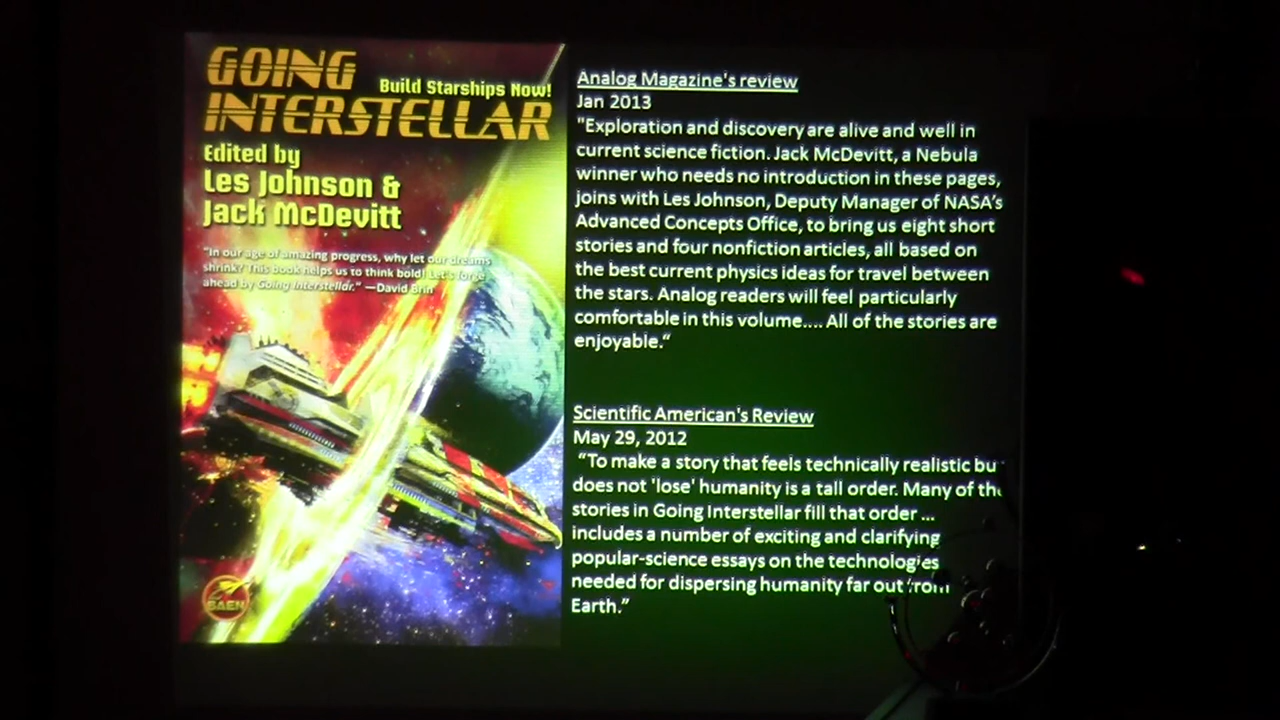 GOING
Build Starships Now!
INTERSTELLAR
Edited by
Les Johnson &
Jack McDevitt
"In our age of amazing progress, why let our dreams
shrink? This book helps us to think bold! Let's forge
ahead by Going Interstellar." —David Brin
BAEN
Analog Magazine's review
Jan 2013
"Exploration and discovery are alive and well in
current science fiction. Jack McDevitt, a Nebula
winner who needs no introduction in these pages,
joins with Les Johnson, Deputy Manager of NASA's
Advanced Concepts Office, to bring us eight short
stories and four nonfiction articles, all based on
the best current physics ideas for travel between
the stars. Analog readers will feel particularly
comfortable in this volume.... All of the stories are
enjoyable.“
Scientific American's Review
May 29, 2012
“To make a story that feels technically realistic bu
does not 'lose' humanity is a tall order. Many of the
stories in Going Interstellar fill that order ...
includes a number of exciting and clarifying
popular-science essays on the technologies
needed for dispersing humanity far out from
Earth.”